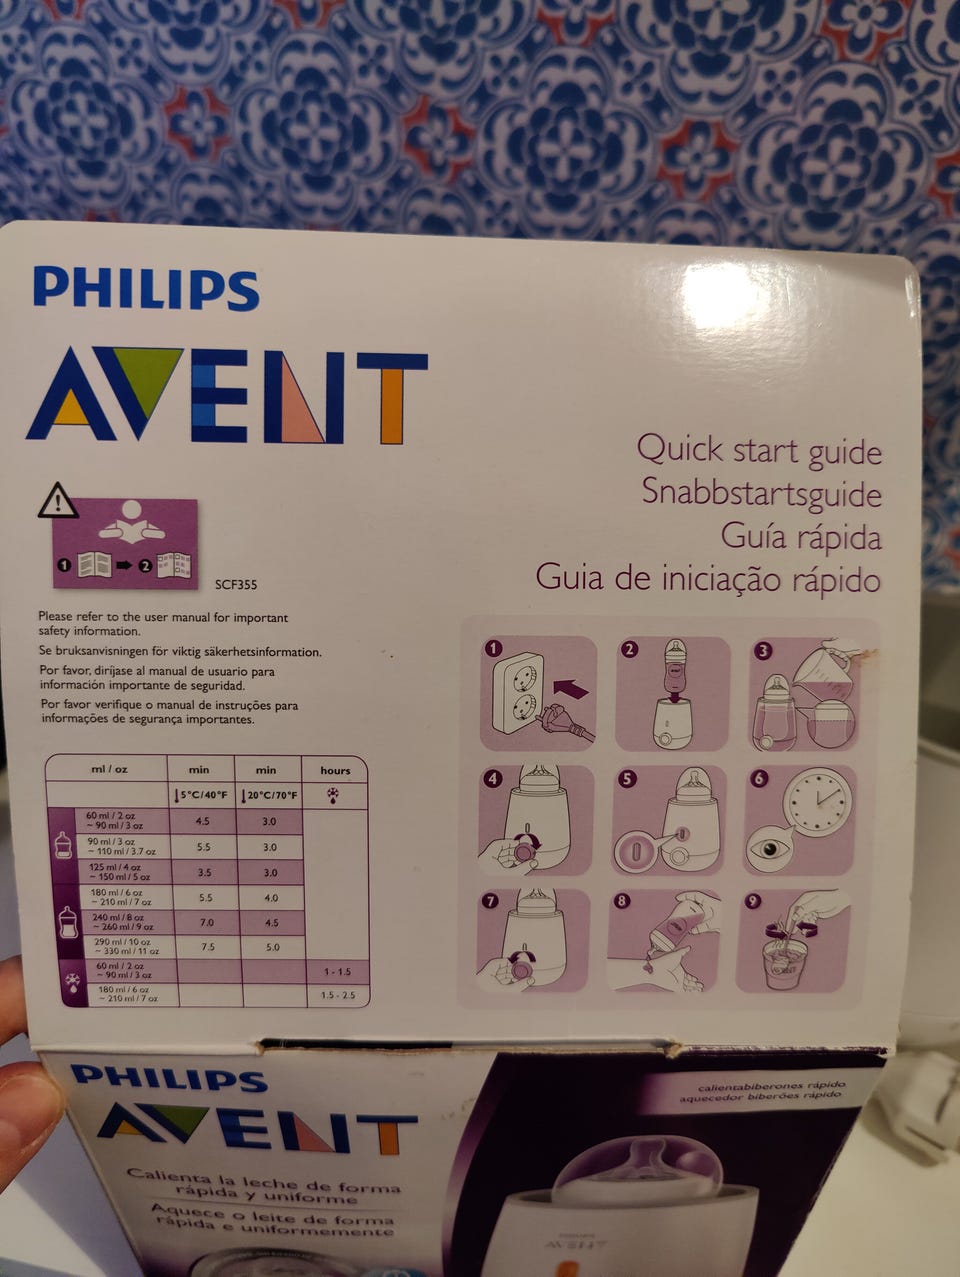 PHILIPS
AVENT
Quick start guide
Snabbstartsguide
Guía rápida
Guia de iniciação rápido
1 2
SCF355
Please refer to the user manual for important
safety information.
Se bruksanvisningen för viktig säkerhetsinformation.
Por favor, diríjase al manual de usuario para
información importante de seguridad.
Por favor verifique o manual de instruções para
informações de segurança importantes.
ml / oz min min hours
5°C/40°F 20°C/70°F
60 ml / 2 oz
~ 90 ml / 3 oz 4.5 3.0
90 ml / 3 oz
~ 110 ml / 3.7 oz 5.5 3.0
125 ml / 4 oz
~ 150 ml / 5 oz 3.5 3.0
180 ml / 6 oz
~ 210 ml / 7 oz 5.5 4.0
240 ml / 8 oz
~ 260 ml / 9 oz 7.0 4.5
290 ml / 10 oz
~ 330 ml / 11 oz 7.5 5.0
60 ml / 2 oz
~ 90 ml / 3 oz 1 - 1.5
180 ml / 6 oz
~ 210 ml / 7 oz 1.5 - 2.5
1 2 3
4 5 6
7 8 9
AVENT
PHILIPS
AVENT
calientabiberones rápido
aquecedor biberões rápido
Calienta la leche de forma
rápida y uniforme
Aquece o leite de forma
rápida e uniformemente
PHILIPS
AVENT